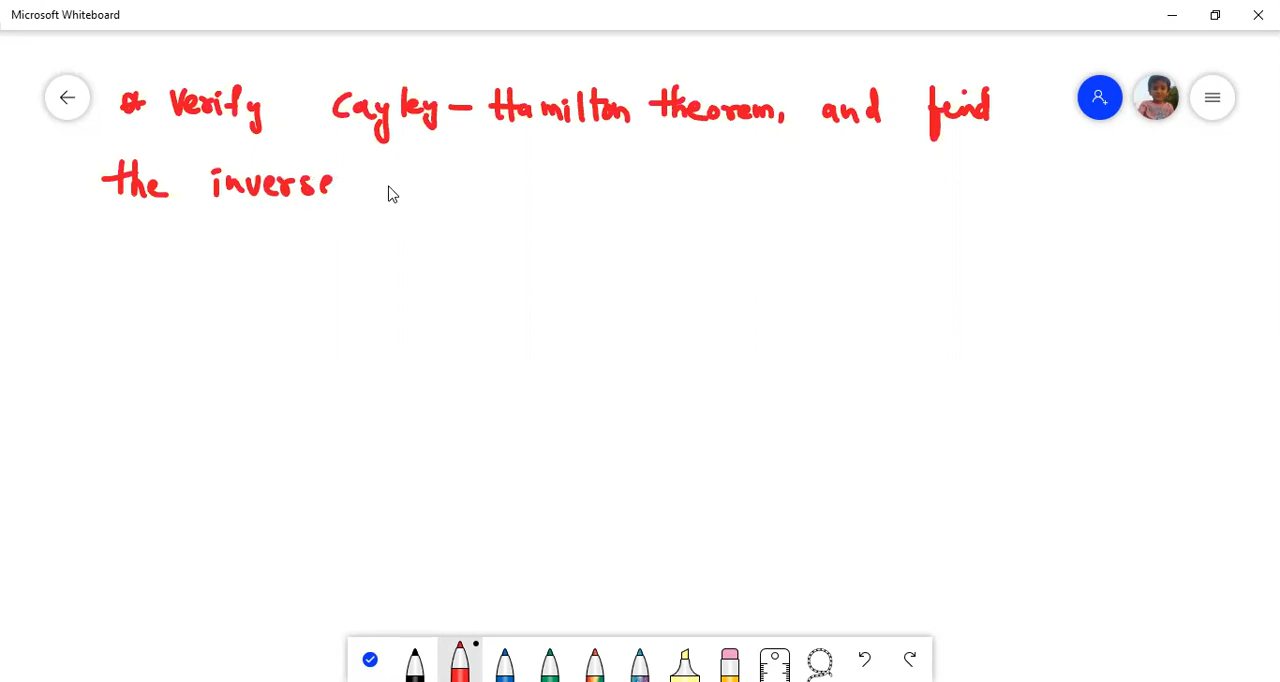 Microsoft Whiteboard
* Verify Cayley - Hamilton theorem, and find
the inverse